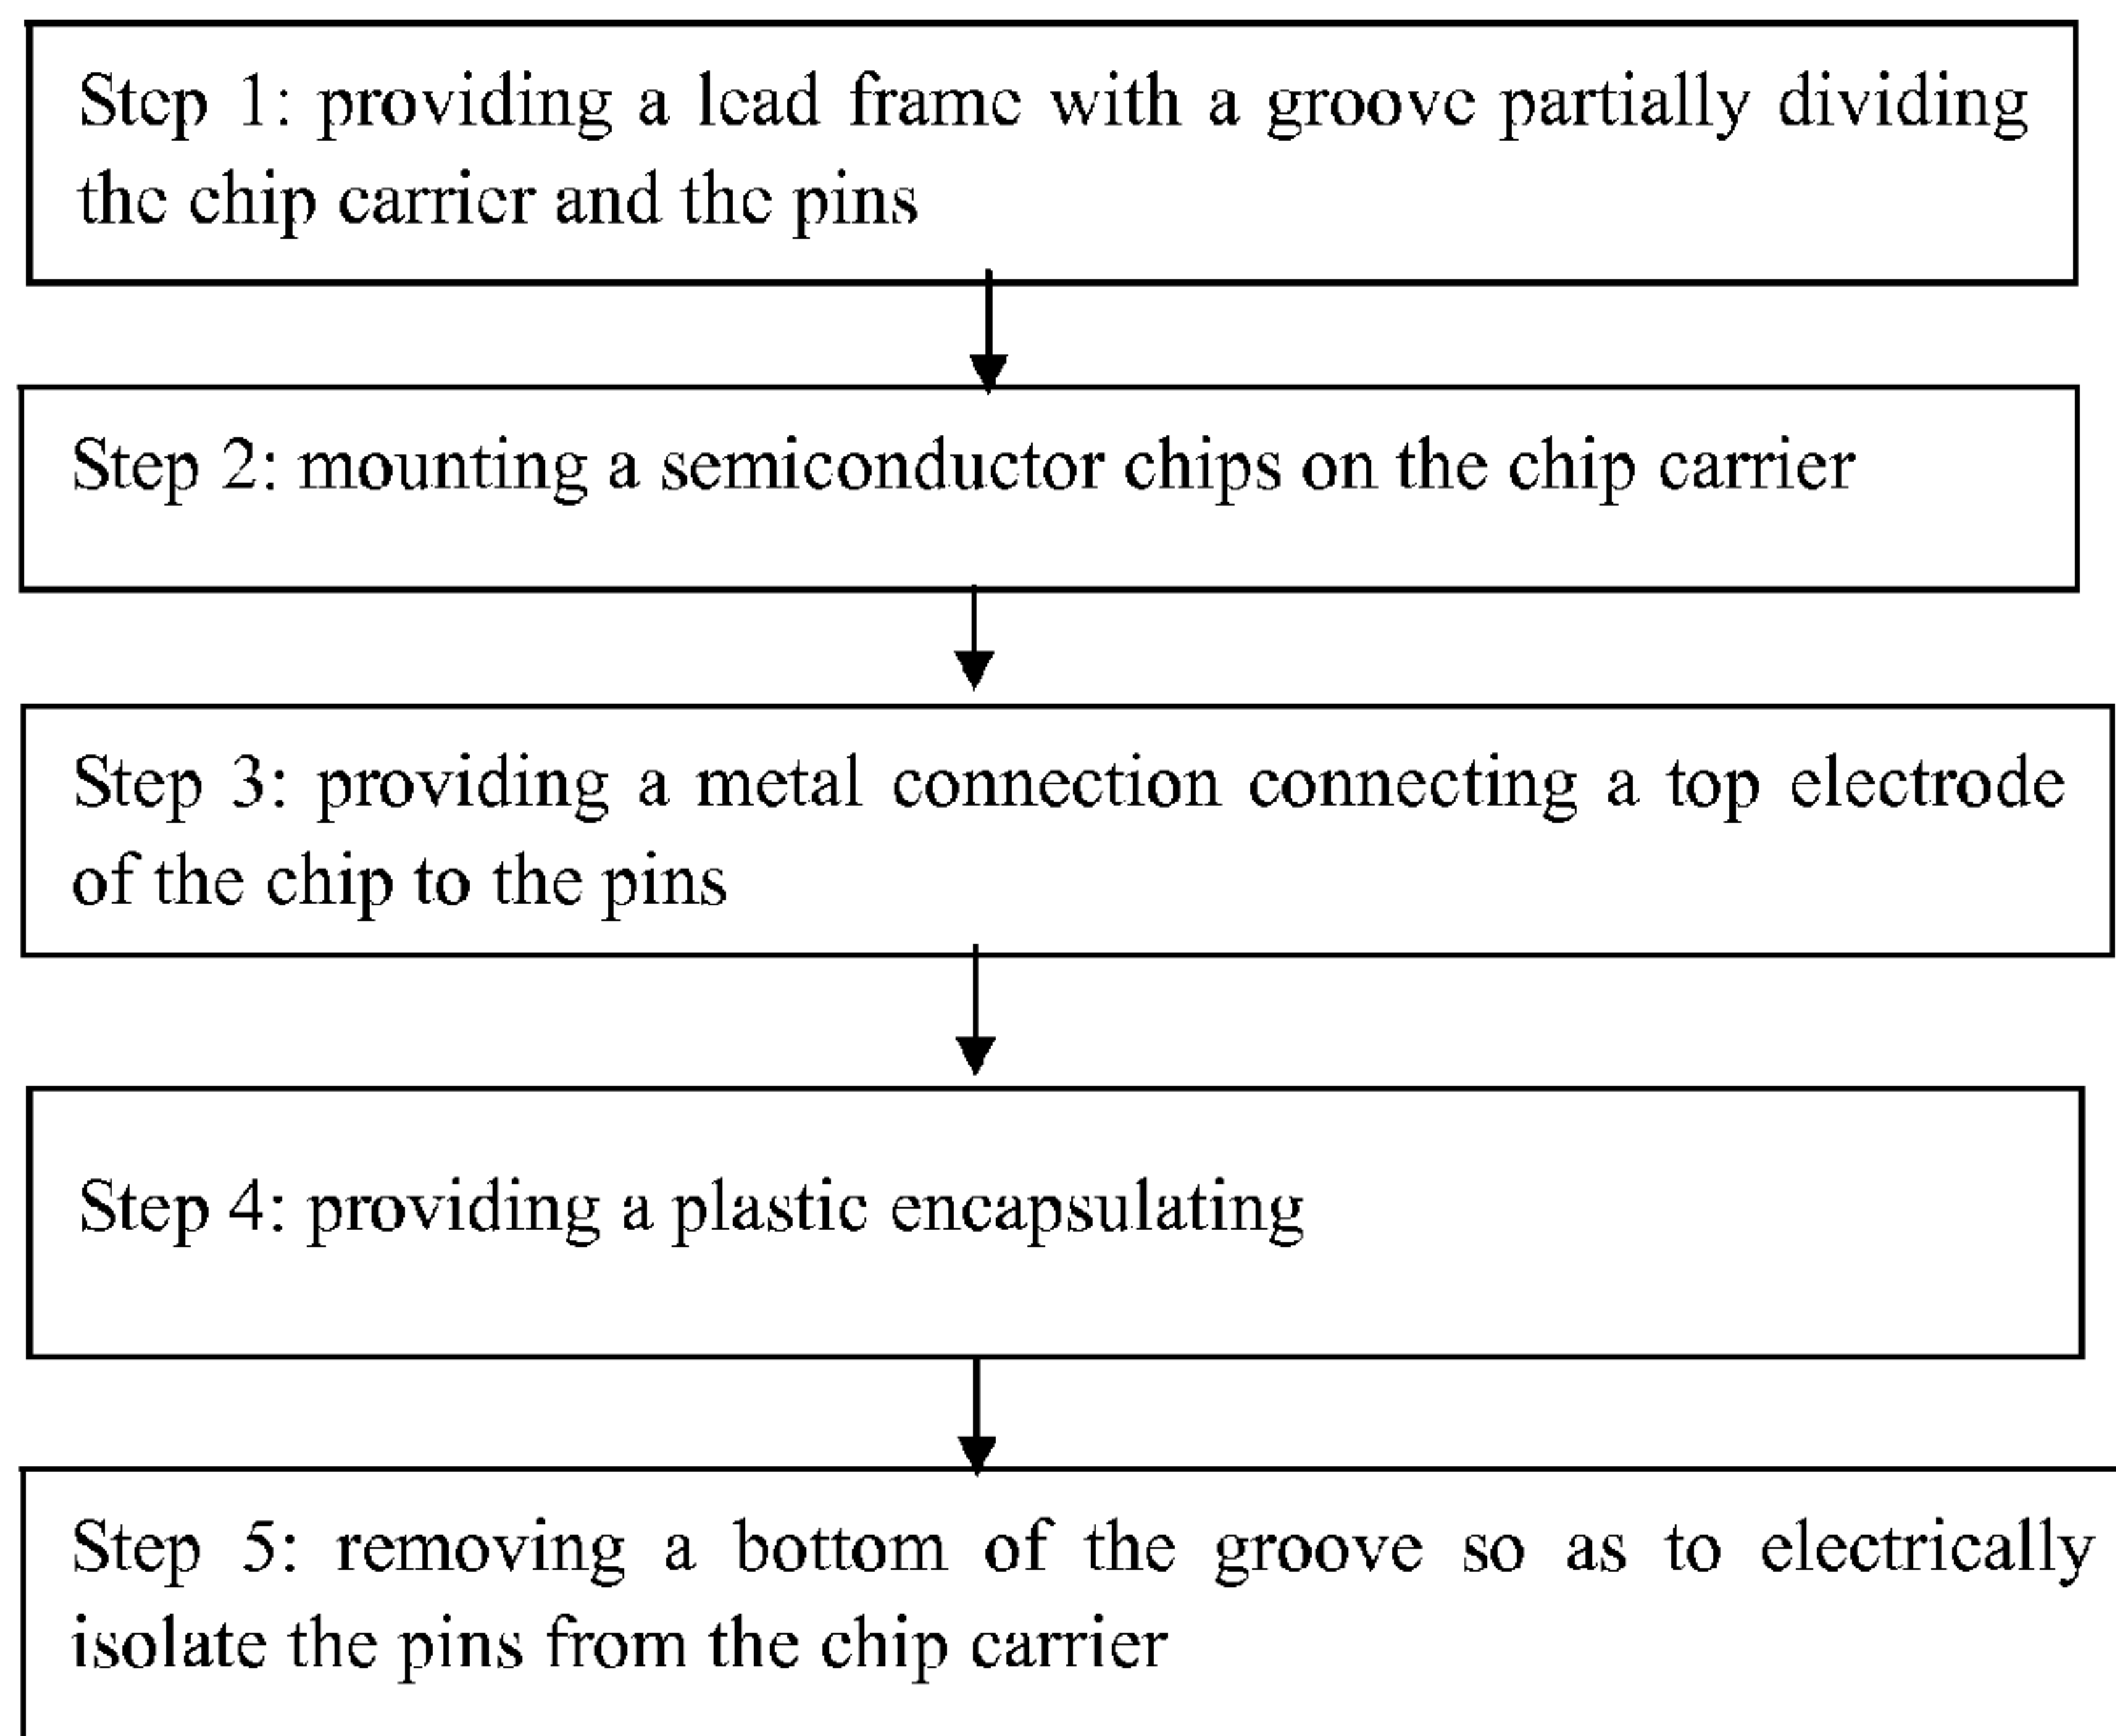 Step 1: providing a lead frame with a groove partially dividing
the chip carrier and the pins
Step 2: mounting a semiconductor chips on the chip carrier
Step 3: providing a metal connection connecting a top electrode
of the chip to the pins
Step 4: providing a plastic encapsulating
Step 5: removing a bottom of the groove so as to electrically
isolate the pins from the chip carrier